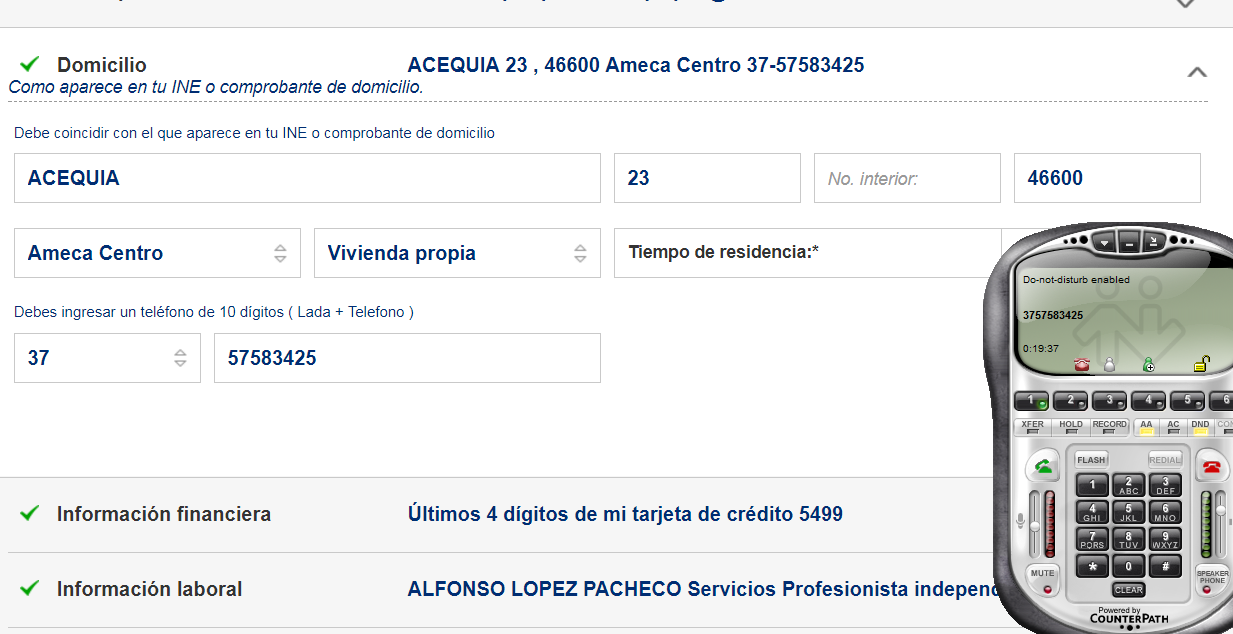 Domicilio ACEQUIA 23 , 46600 Ameca Centro 37-57583425
Como aparece en tu INE o comprobante de domicilio.
Debe coincidir con el que aparece en tu INE o comprobante de domicilio
ACEQUIA 23 No. interior: 46600
Ameca Centro Vivienda propia Tiempo de residencia:*
Debes ingresar un teléfono de 10 dígitos ( Lada + Telefono )
37 57583425
Información financiera Últimos 4 dígitos de mi tarjeta de crédito 5499
Información laboral ALFONSO LOPEZ PACHECO Servicios Profesionista
Do-not-disturb enabled
3757583425
0:19:37
1 2 3 4 5 6
XFER HOLD RECORD AA AC DND
FLASH REDIAL
1 2 ABC 3 DEF
4 GHI 5 JKL 6 MNO
7 PQRS 8 TUV 9 WXYZ
* 0 #
MUTE CLEAR SPEAKER PHONE
Powered by
COUNTERPATH